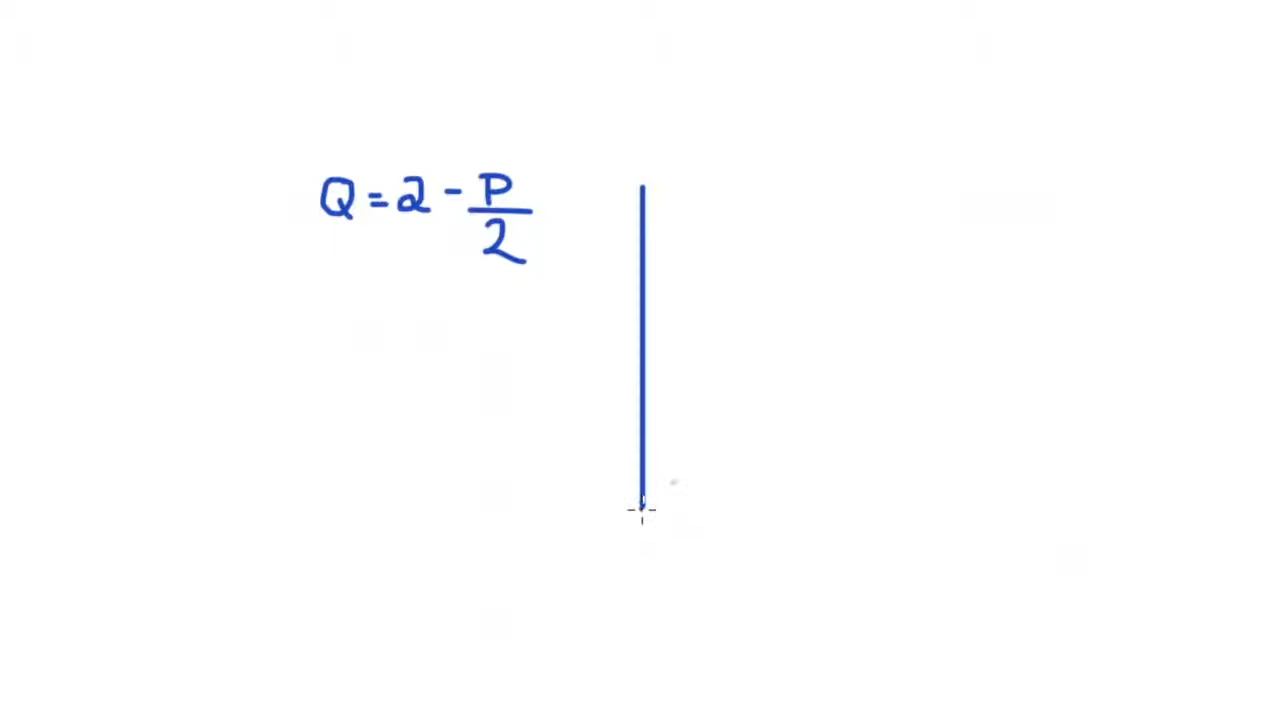 Q = 2 - P/2